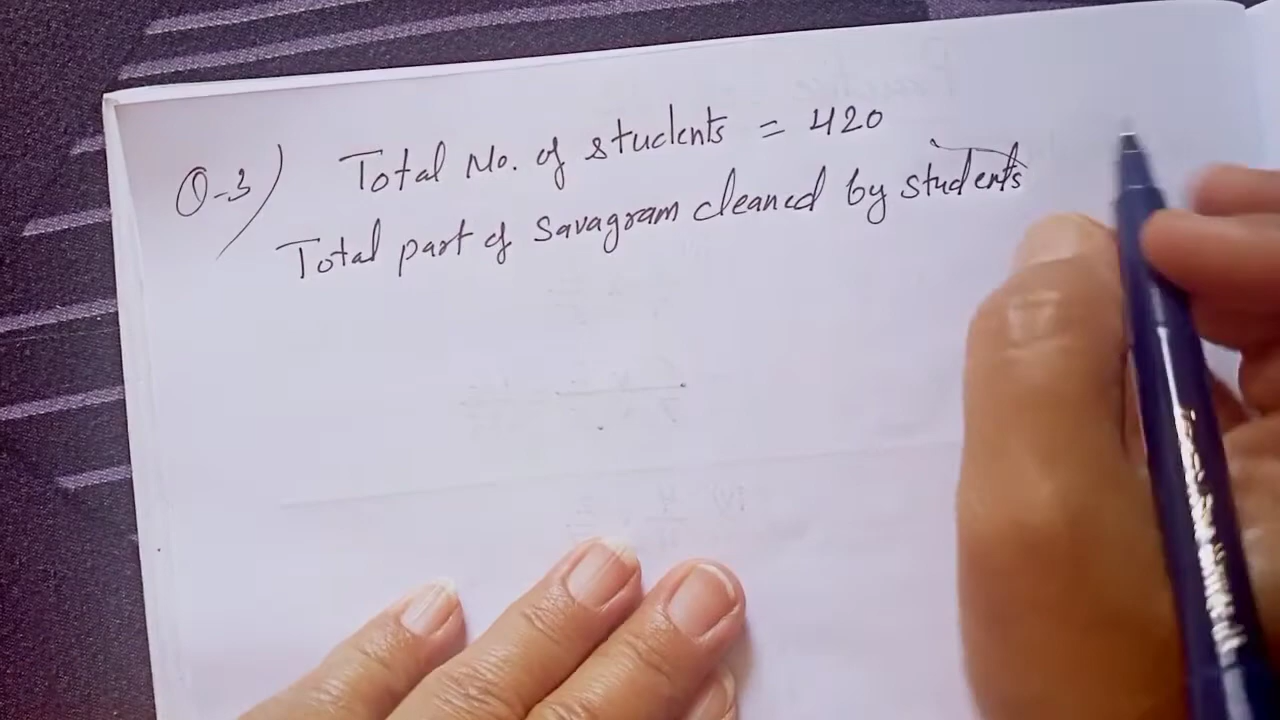 Q-3) Total No. of students = 420
Total part of Savagram cleaned by students